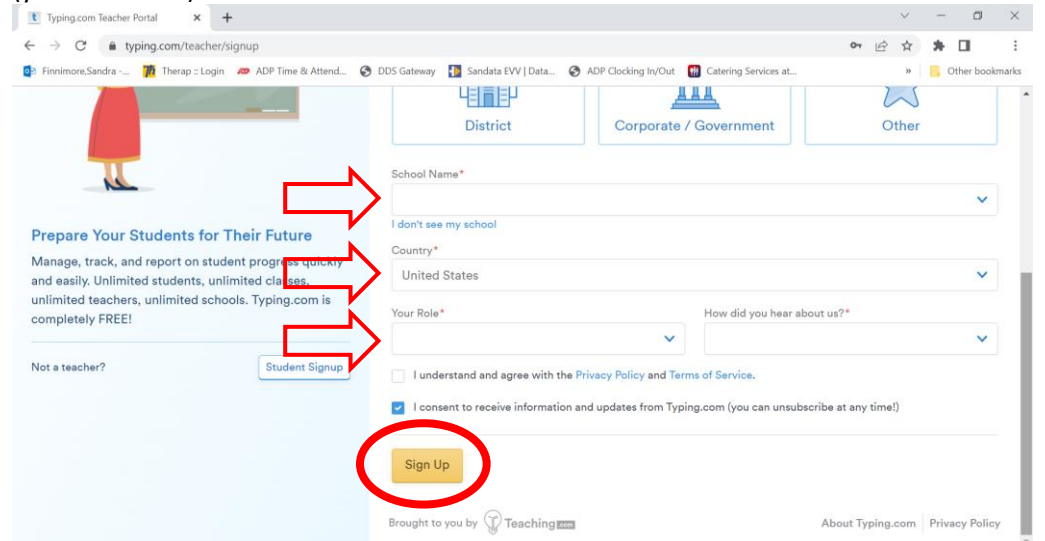 Typing.com Teacher Portal
typing.com/teacher/signup
Finnimore,Sandra -... Therap :: Login ADP Time & Attend... DDS Gateway Sandata EVV | Data... ADP Clocking In/Out Catering Services at... » Other bookmarks
District Corporate / Government Other
School Name*
I don't see my school
Prepare Your Students for Their Future
Manage, track, and report on student progress quickly
and easily. Unlimited students, unlimited classes,
unlimited teachers, unlimited schools. Typing.com is
completely FREE!
Not a teacher? Student Signup
Country*
United States
Your Role* How did you hear about us?*
I understand and agree with the Privacy Policy and Terms of Service.
I consent to receive information and updates from Typing.com (you can unsubscribe at any time!)
Sign Up
Brought to you by Teaching.com About Typing.com Privacy Policy